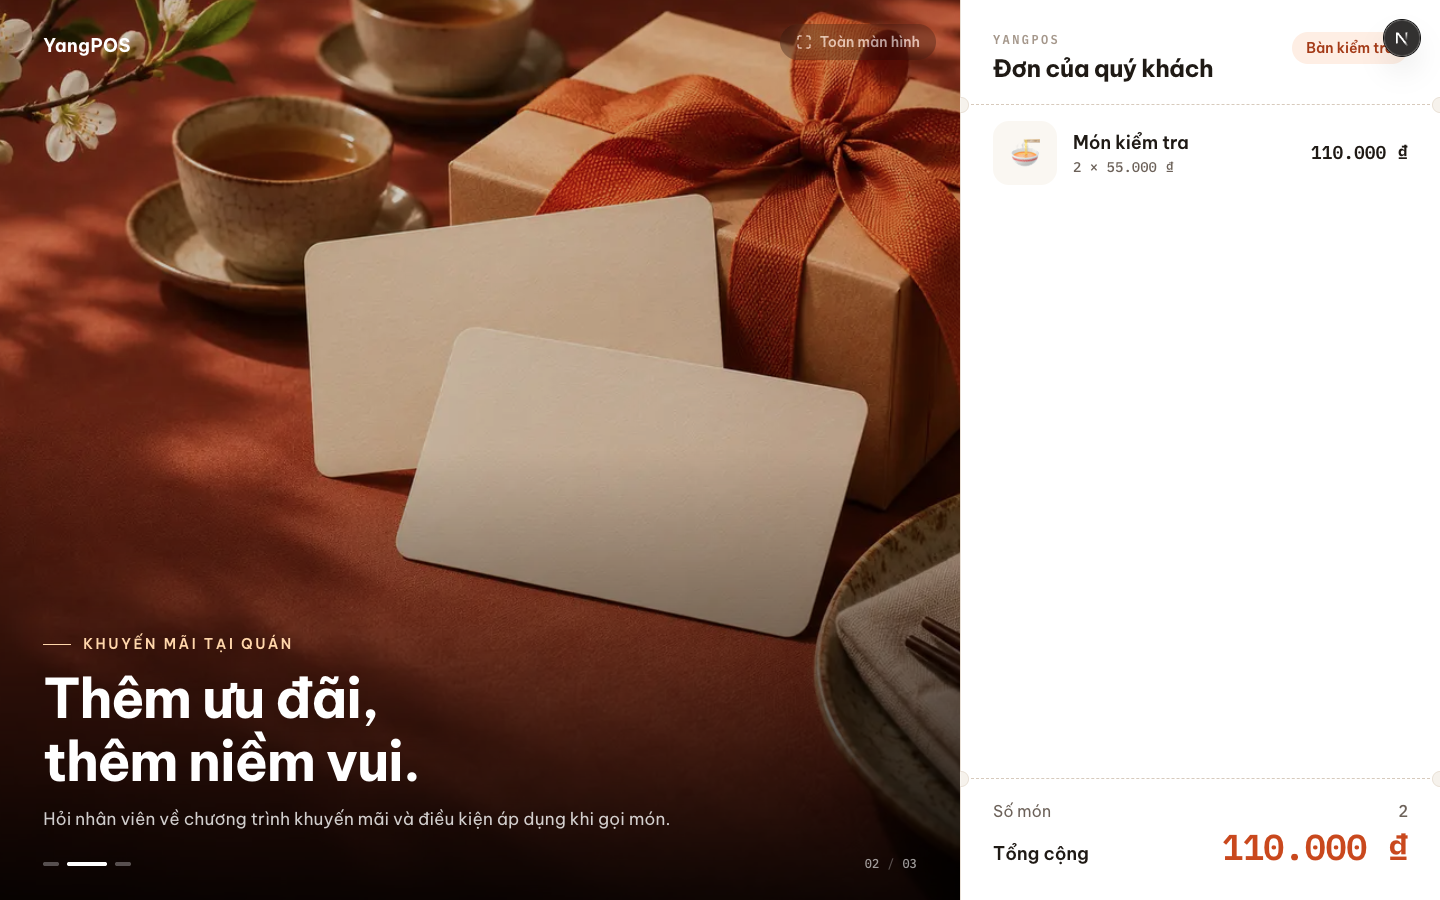 YangPOS
Toàn màn hình
KHUYẾN MÃI TẠI QUÁN
Thêm ưu đãi,
thêm niềm vui.
Hỏi nhân viên về chương trình khuyến mãi và điều kiện áp dụng khi gọi món.
02 / 03
YANGPOS
Đơn của quý khách
Bàn kiểm
N
Món kiểm tra
2 × 55.000 ₫
110.000 ₫
Số món 2
Tổng cộng 110.000 ₫